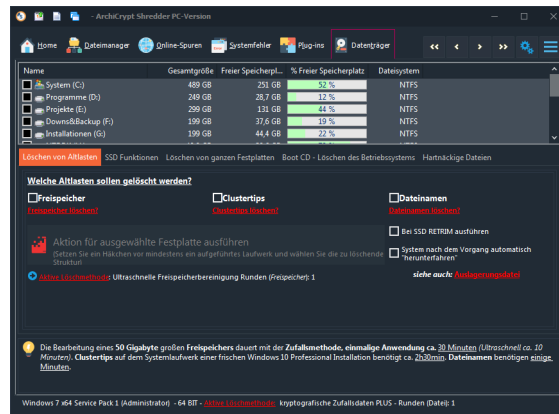 - ArchiCrypt Shredder PC-Version
Home Dateimanager Online-Spuren Systemfehler Plug-ins Datenträger
Name Gesamtgröße Freier Speicherpl... % Freier Speicherplatz Dateisystem
System (C:) 489 GB 251 GB 52 % NTFS
Programme (D:) 249 GB 28,7 GB 12 % NTFS
Projekte (E:) 299 GB 131 GB 44 % NTFS
Downs&Backup (F:) 199 GB 37,6 GB 19 % NTFS
Installationen (G:) 199 GB 44,4 GB 22 % NTFS
Löschen von Altlasten SSD Funktionen Löschen von ganzen Festplatten Boot CD - Löschen des Betriebssystems Hartnäckige Dateien
Welche Altlasten sollen gelöscht werden?
Freispeicher Clustertips Dateinamen
Freispeicher löschen? Clustertips löschen? Dateinamen löschen?
Bei SSD RETRIM ausführen
Aktion für ausgewählte Festplatte ausführen
(Setzen Sie ein Häkchen vor mindestens ein aufgeführtes Laufwerk und wählen Sie die zu löschende
Struktur)
System nach dem Vorgang automatisch
"herunterfahren"
Aktive Löschmethode: Ultraschnelle Freispeicherbereinigung Runden (Freispeicher): 1
siehe auch: Auslagerungsdatei
Die Bearbeitung eines 50 Gigabyte großen Freispeichers dauert mit der Zufallsmethode, einmalige Anwendung ca. 30 Minuten (Ultraschnell ca. 10
Minuten). Clustertips auf dem Systemlaufwerk einer frischen Windows 10 Professional Installation benötigt ca. 2h30min. Dateinamen benötigen einige
Minuten.
Windows 7 x64 Service Pack 1 (Administrator) - 64 BIT - Aktive Löschmethode: kryptografische Zufallsdaten PLUS - Runden (Datei): 1